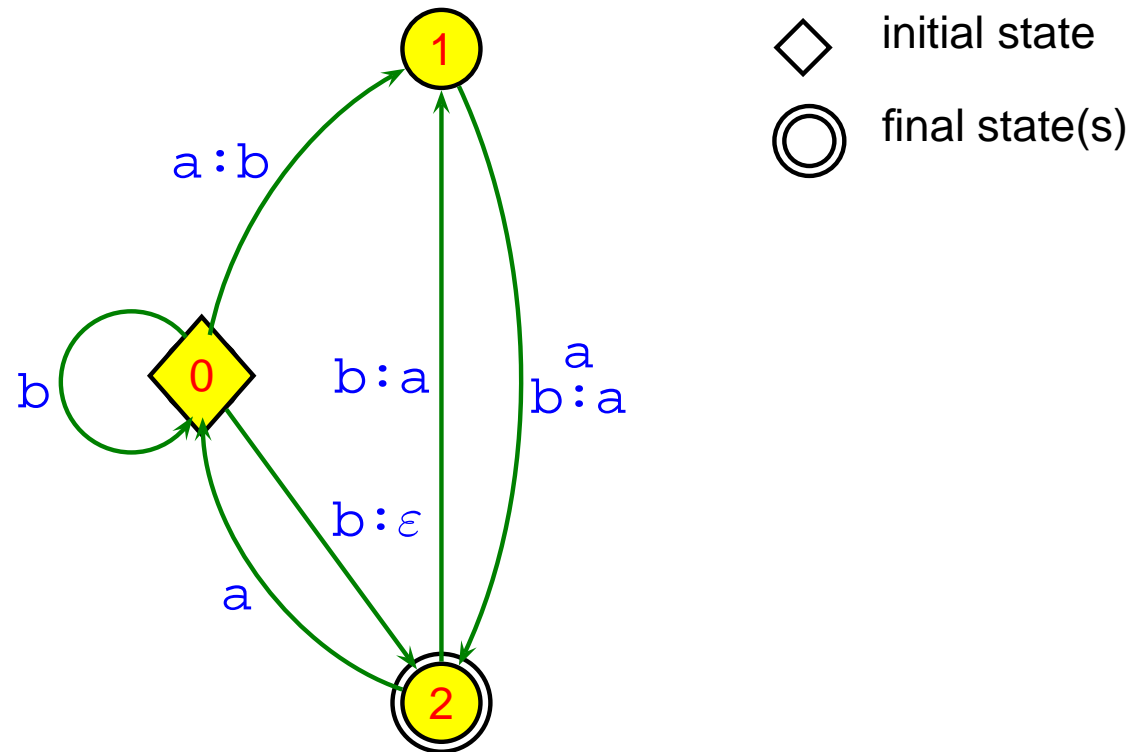 1
initial state
final state(s)
a:b
b
0
b:a
a
b:a
b:ε
a
2